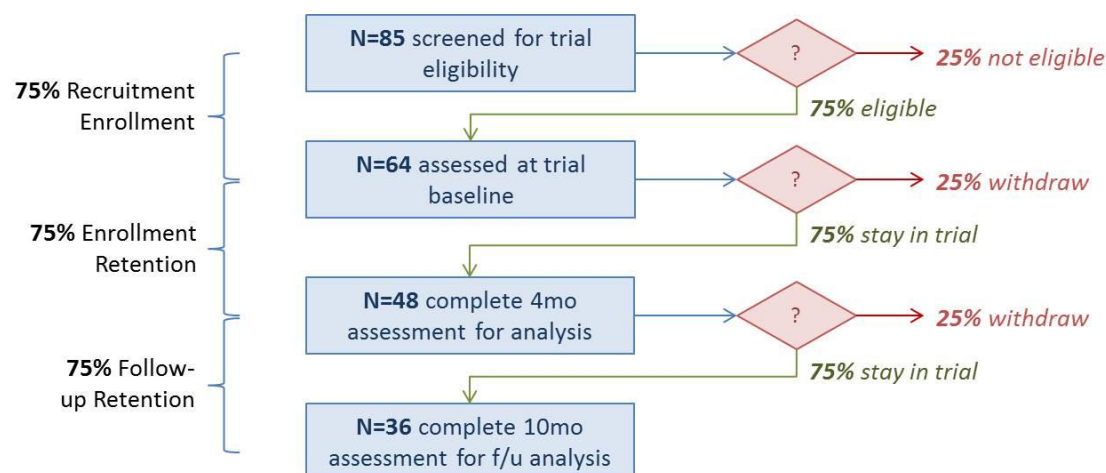 N=85 screened for trial
eligibility
?
25% not eligible
75% Recruitment
Enrollment
75% eligible
N=64 assessed at trial
baseline
?
25% withdraw
75% Enrollment
Retention
75% stay in trial
N=48 complete 4mo
assessment for analysis
?
25% withdraw
75% Follow-
up Retention
75% stay in trial
N=36 complete 10mo
assessment for f/u analysis